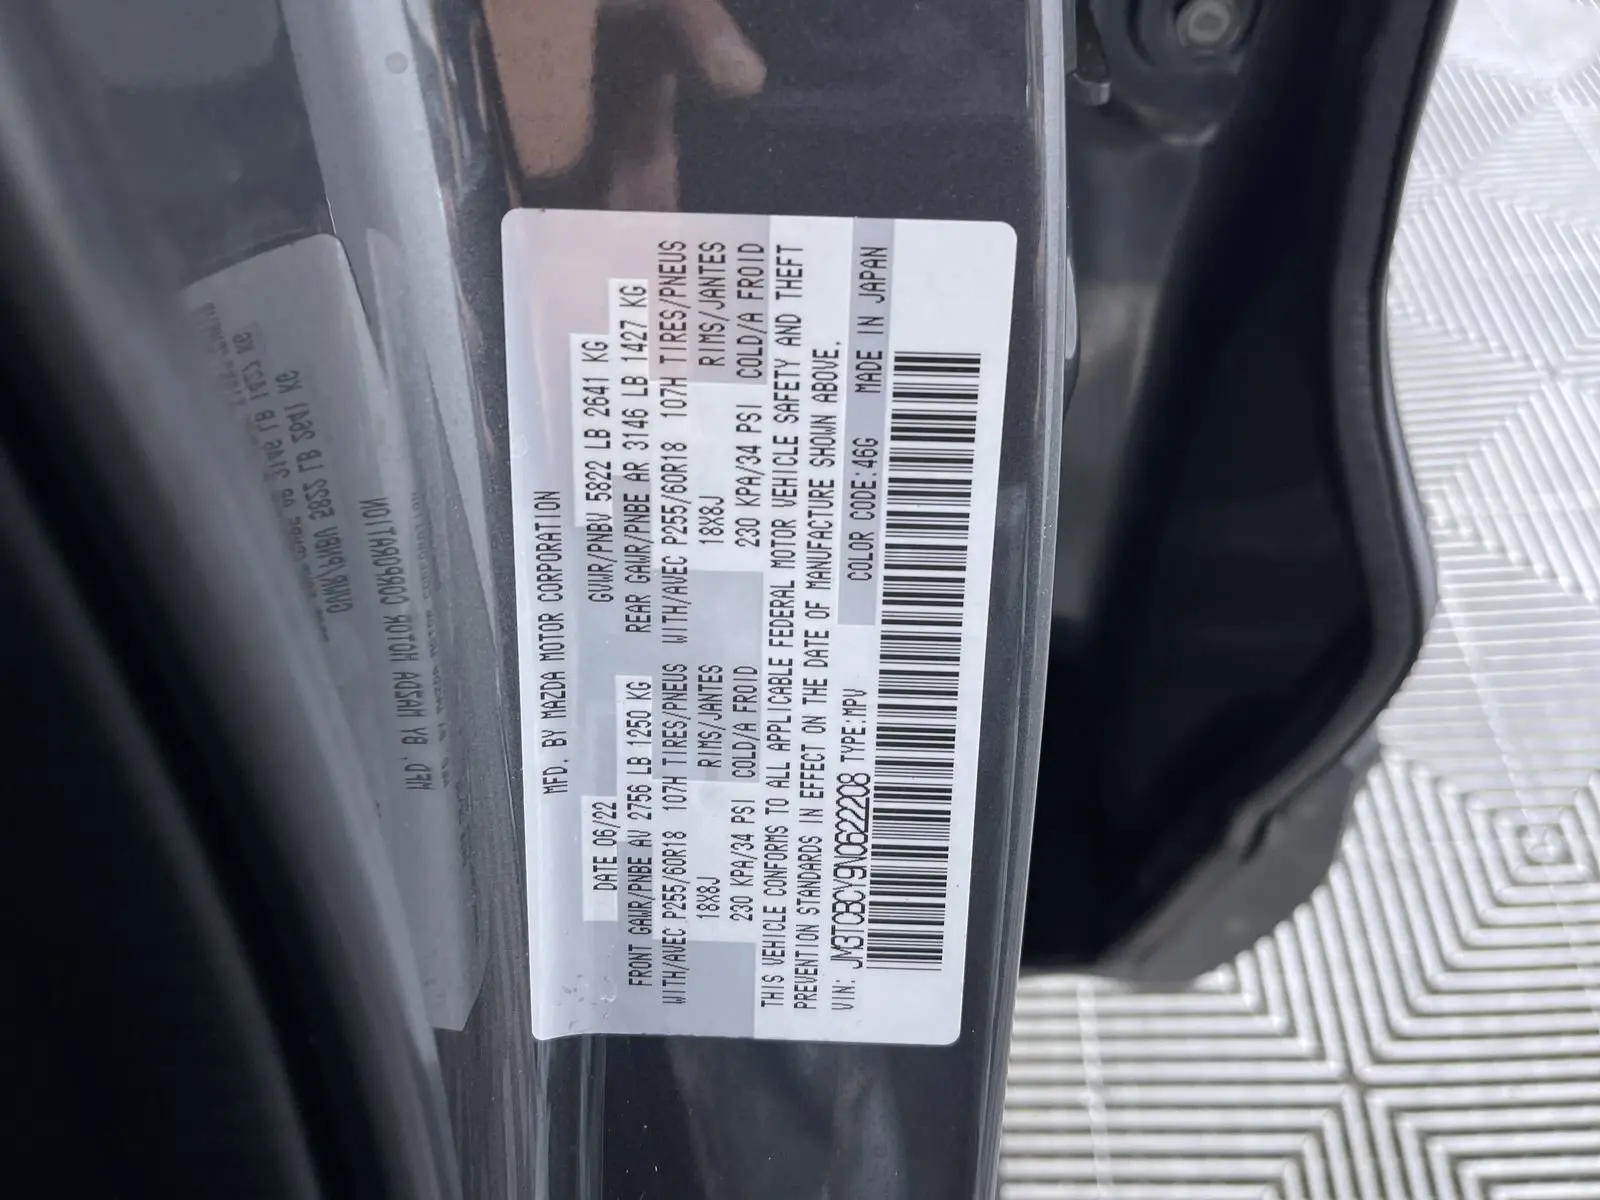 MFD. BY MAZDA MOTOR CORPORATION
DATE 06/22 GVWR/PNBV 5822 LB 2641 KG
FRONT GAWR/PNBE AV 2756 LB 1250 KG REAR GAWR/PNBE AR 3146 LB 1427 KG
WITH/AVEC P255/60R18 107H TIRES/PNEUS WITH/AVEC P255/60R18 107H TIRES/PNEUS
18X8J RIMS/JANTES 18X8J RIMS/JANTES
230 KPA/34 PSI COLD/A FROID 230 KPA/34 PSI COLD/A FROID
THIS VEHICLE CONFORMS TO ALL APPLICABLE FEDERAL MOTOR VEHICLE SAFETY AND THEFT
PREVENTION STANDARDS IN EFFECT ON THE DATE OF MANUFACTURE SHOWN ABOVE.
VIN: JM3TCBCY9N0622208 TYPE:MPV COLOR CODE:46G MADE IN JAPAN